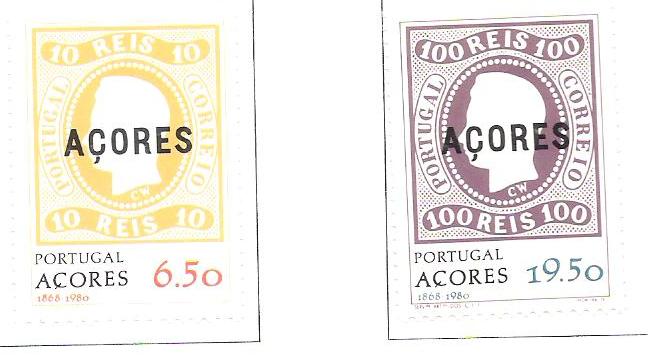 10 REIS 10
PORTUGAL
CORREIO
AÇORES
CW
10 REIS 10
PORTUGAL
AÇORES 6.50
1868 1980
100 REIS 100
PORTUGAL
CORREIO
AÇORES
CW
100 REIS 100
PORTUGAL
AÇORES 19.50
1868 1980